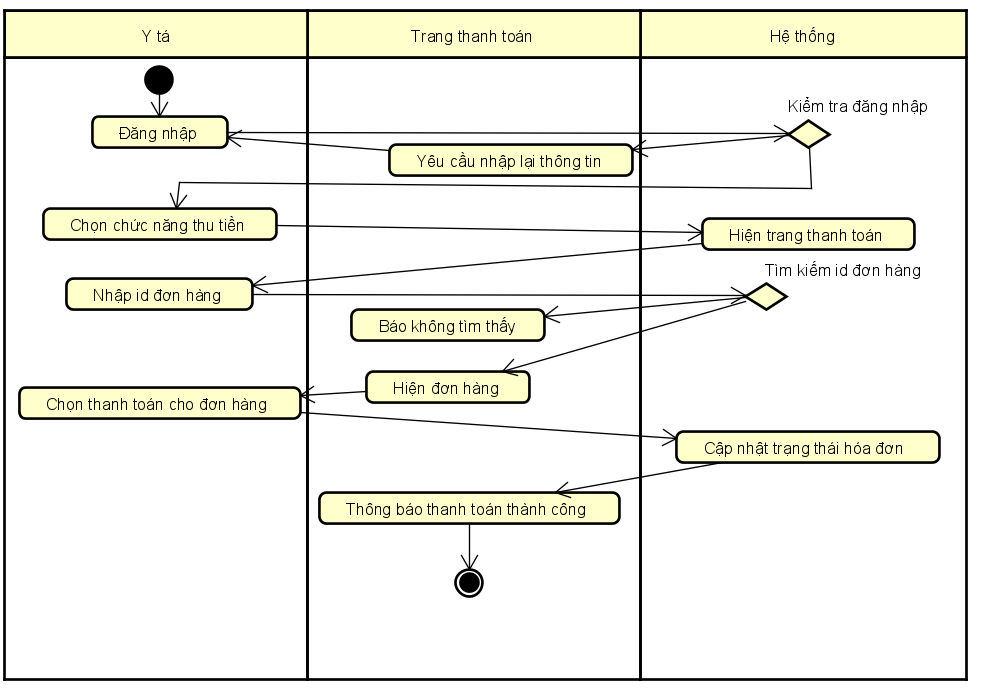 Y tá
Trang thanh toán
Hệ thống
Kiểm tra đăng nhập
Đăng nhập
Yêu cầu nhập lại thông tin
Chọn chức năng thu tiền
Hiện trang thanh toán
Tìm kiếm id đơn hàng
Nhập id đơn hàng
Báo không tìm thấy
Hiện đơn hàng
Chọn thanh toán cho đơn hàng
Cập nhật trạng thái hóa đơn
Thông báo thanh toán thành công